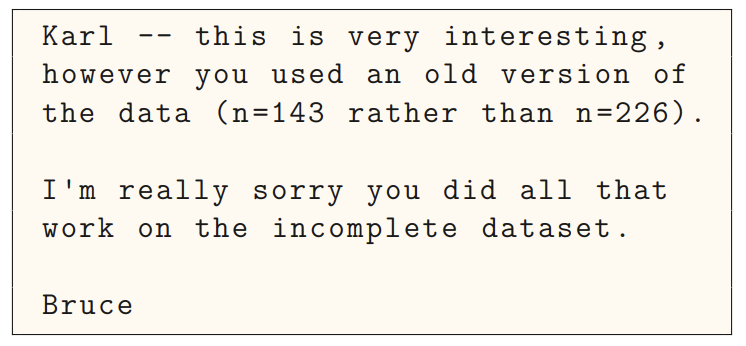 Karl -- this is very interesting,
however you used an old version of
the data (n=143 rather than n=226).
I'm really sorry you did all that
work on the incomplete dataset.
Bruce